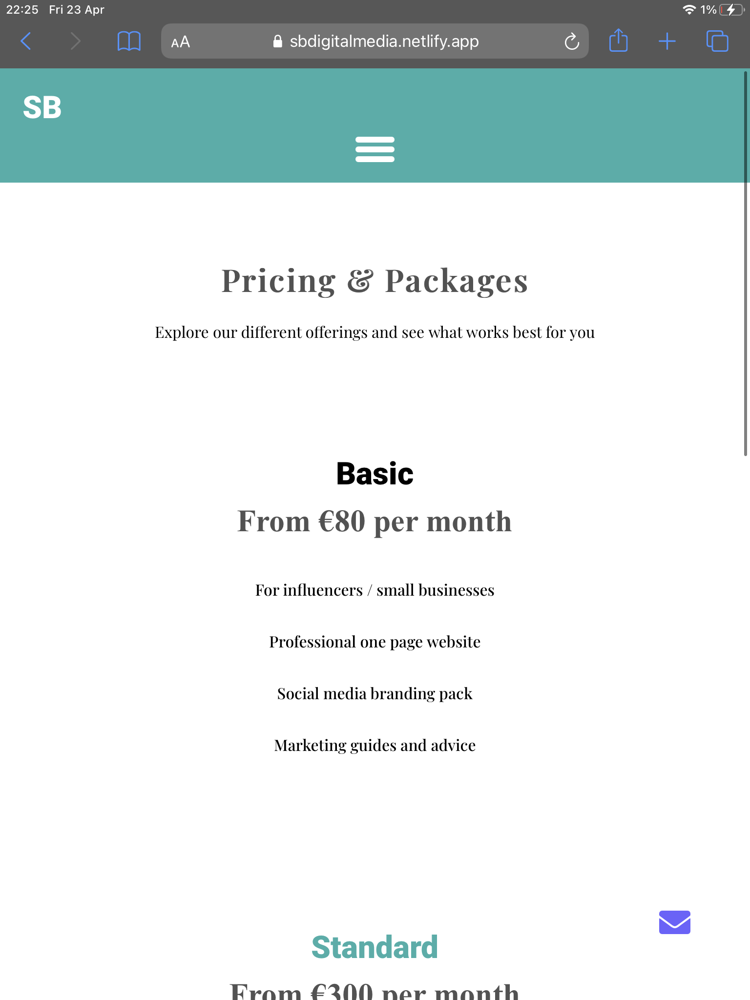 22:25 Fri 23 Apr 1%
AA sbdigitalmedia.netlify.app
SB
Pricing & Packages
Explore our different offerings and see what works best for you
Basic
From €80 per month
For influencers / small businesses
Professional one page website
Social media branding pack
Marketing guides and advice
Standard
From €300 per month